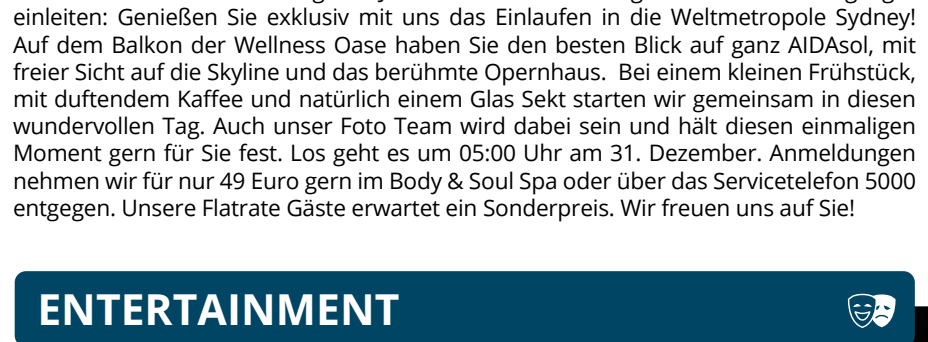 einleiten: Genießen Sie exklusiv mit uns das Einlaufen in die Weltmetropole Sydney!
Auf dem Balkon der Wellness Oase haben Sie den besten Blick auf ganz AIDAsol, mit
freier Sicht auf die Skyline und das berühmte Opernhaus. Bei einem kleinen Frühstück,
mit duftendem Kaffee und natürlich einem Glas Sekt starten wir gemeinsam in diesen
wundervollen Tag. Auch unser Foto Team wird dabei sein und hält diesen einmaligen
Moment gern für Sie fest. Los geht es um 05:00 Uhr am 31. Dezember. Anmeldungen
nehmen wir für nur 49 Euro gern im Body & Soul Spa oder über das Servicetelefon 5000
entgegen. Unsere Flatrate Gäste erwartet ein Sonderpreis. Wir freuen uns auf Sie!
ENTERTAINMENT